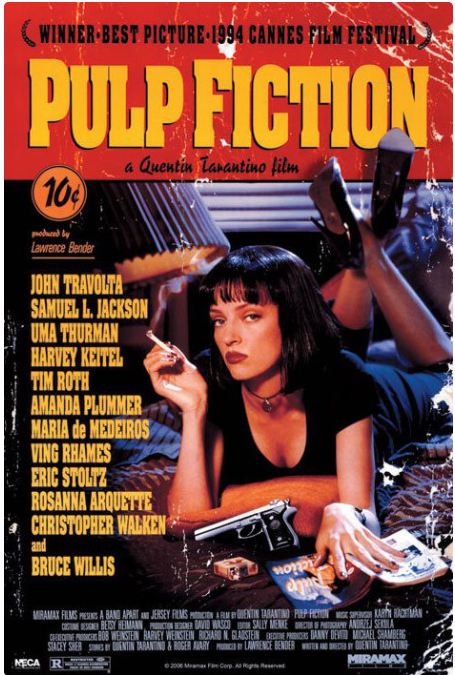 WINNER•BEST PICTURE•1994 CANNES FILM FESTIVAL
PULP FICTION
a Quentin Tarantino film
10¢
produced by
Lawrence Bender
JOHN TRAVOLTA
SAMUEL L. JACKSON
UMA THURMAN
HARVEY KEITEL
TIM ROTH
AMANDA PLUMMER
MARIA de MEDEIROS
VING RHAMES
ERIC STOLTZ
ROSANNA ARQUETTE
CHRISTOPHER WALKEN
and
BRUCE WILLIS
Pulp
Fiction
MIRAMAX FILMS PRESENTS A BAND APART AND JERSEY FILMS PRODUCTION A FILM BY QUENTIN TARANTINO PULP FICTION MUSIC SUPERVISOR KARYN RACHTMAN
COSTUME DESIGNER BETSY HEIMANN PRODUCTION DESIGNER DAVID WASCO EDITOR SALLY MENKE DIRECTOR OF PHOTOGRAPHY ANDRZEJ SEKULA
BOB WEINSTEIN HARVEY WEINSTEIN RICHARD N. GLADSTEIN EXECUTIVE PRODUCERS DANNY DEVITO MICHAEL SHAMBERG
STACEY SHER STORIES BY QUENTIN TARANTINO & ROGER AVARY PRODUCED BY LAWRENCE BENDER WRITTEN AND DIRECTED BY QUENTIN TARANTINO
NECA
R RESTRICTED
© 2006 Miramax Film Corp. All Rights Reserved.
MIRAMAX